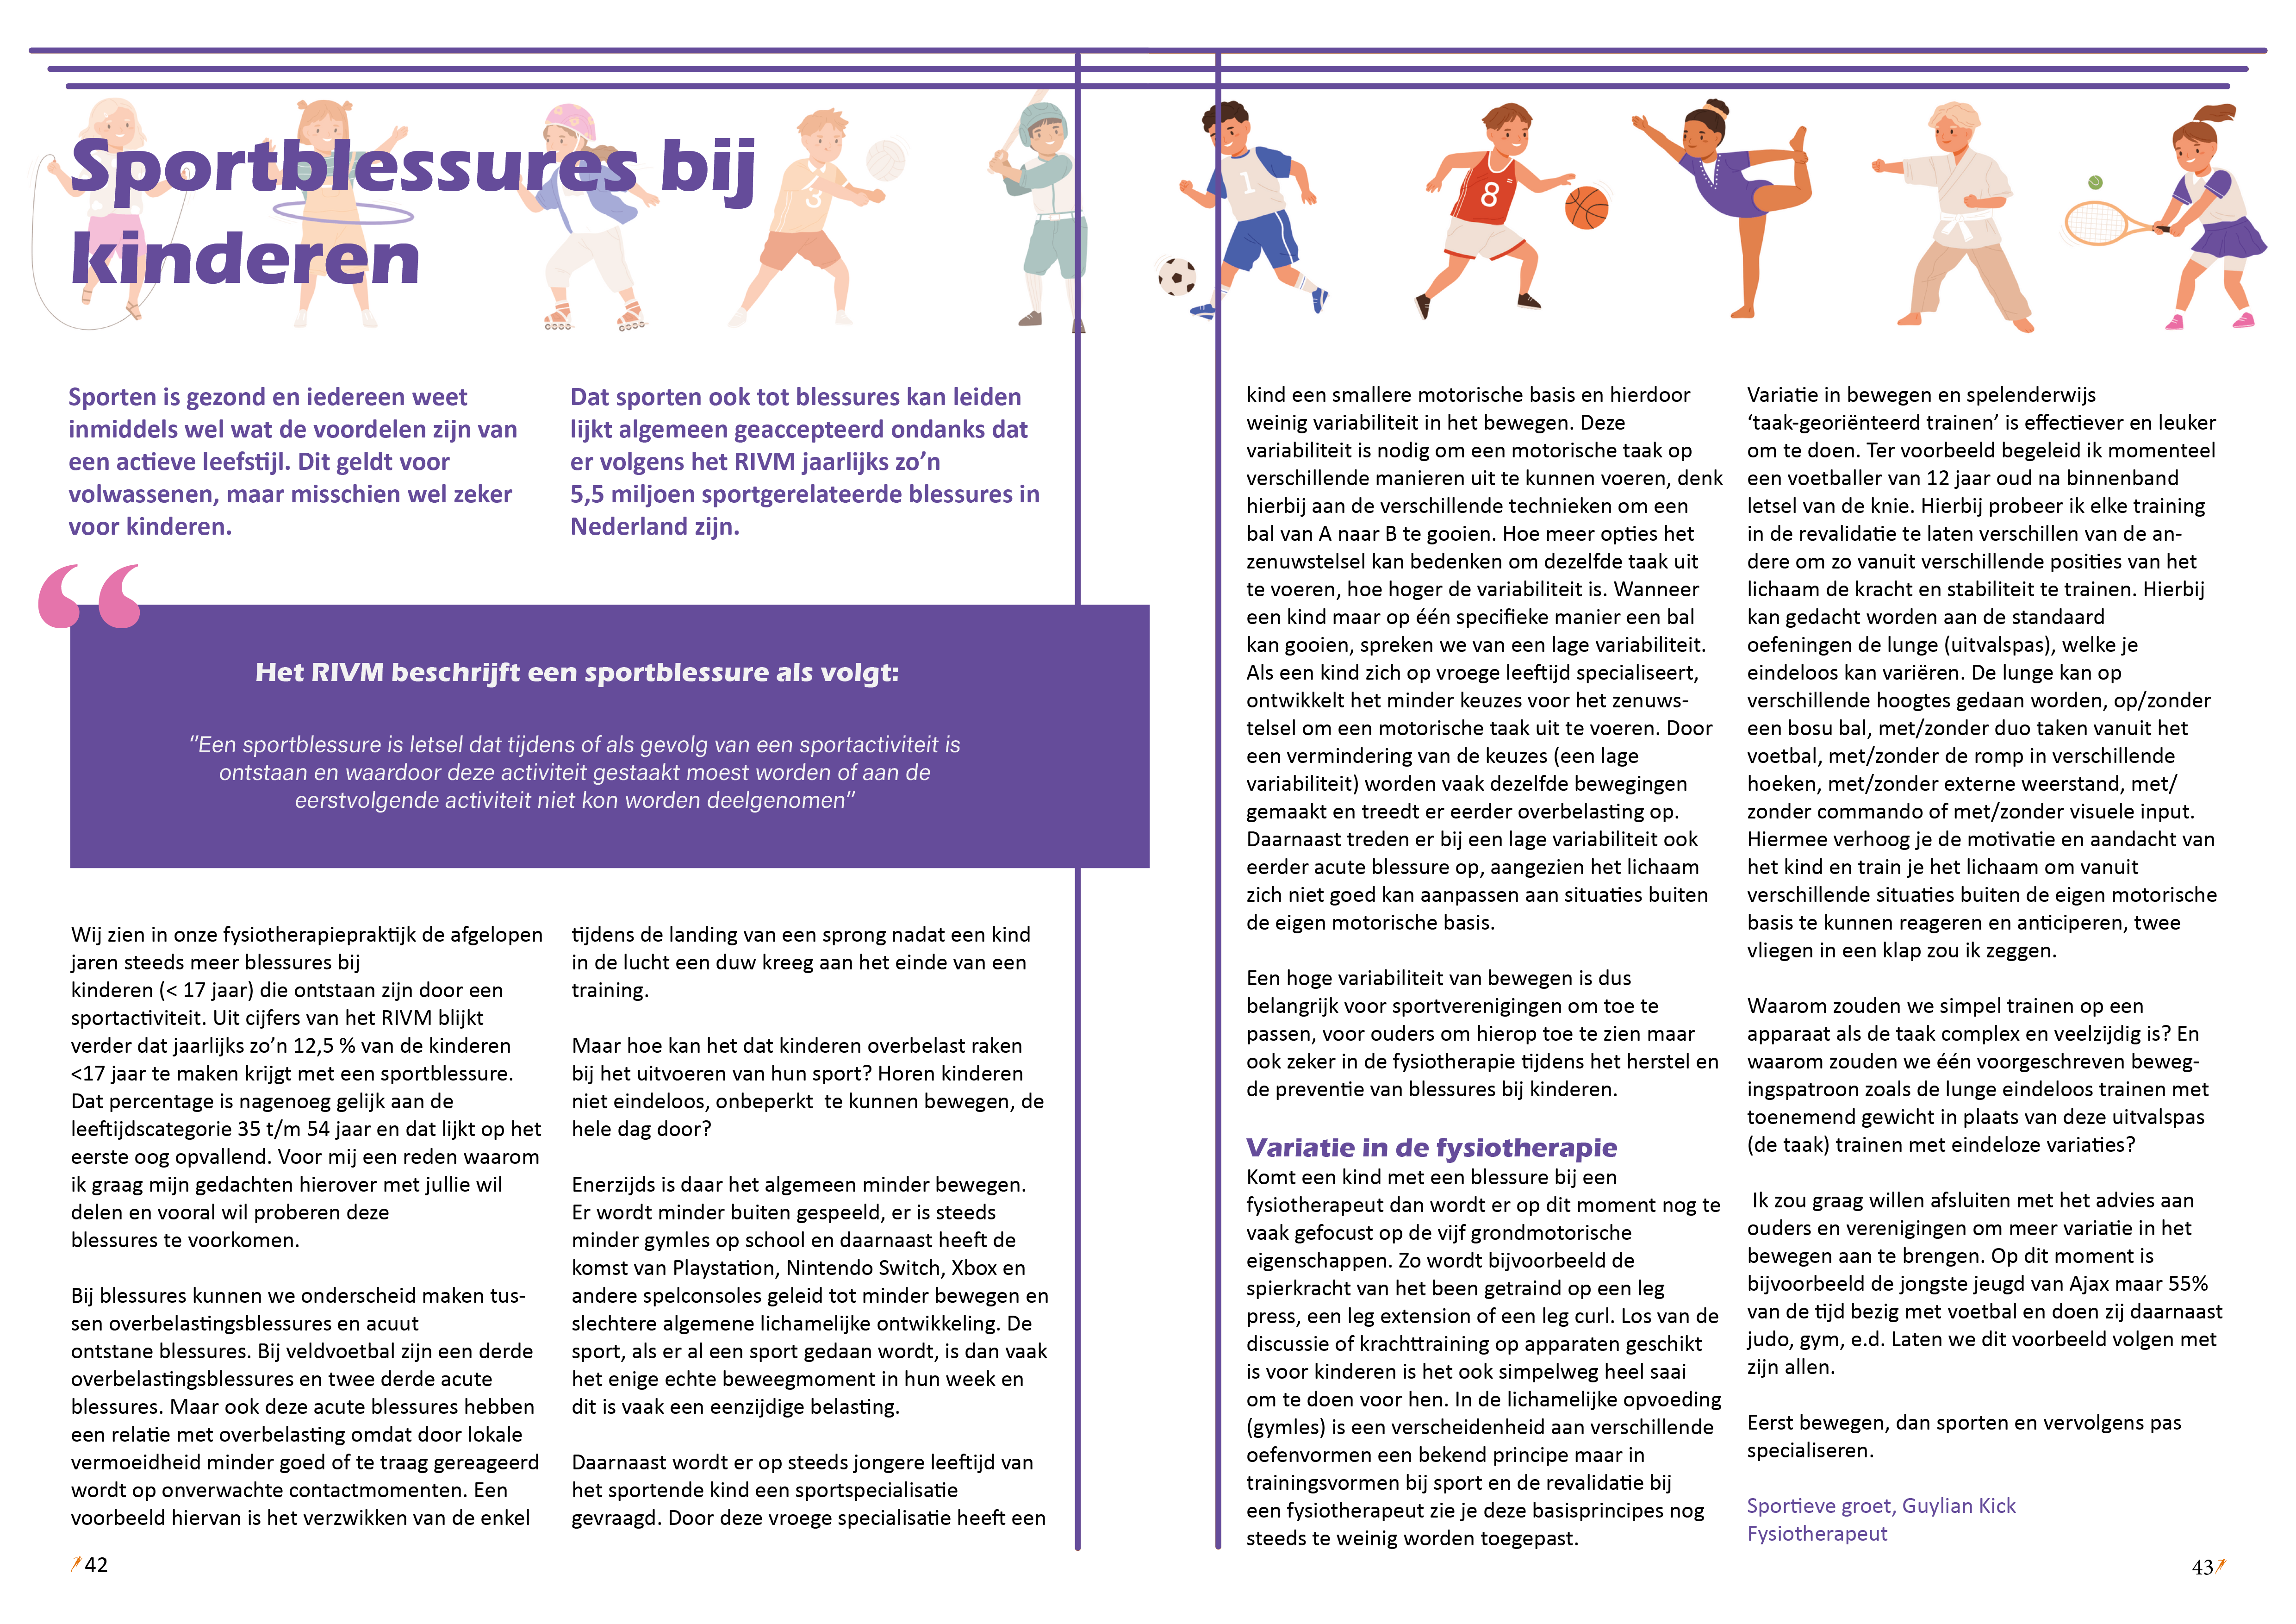 Sportblessures bij
kinderen
Sporten is gezond en iedereen weet
inmiddels wel wat de voordelen zijn van
een actieve leefstijl. Dit geldt voor
volwassenen, maar misschien wel zeker
voor kinderen.
Dat sporten ook tot blessures kan leiden
lijkt algemeen geaccepteerd ondanks dat
er volgens het RIVM jaarlijks zo’n
5,5 miljoen sportgerelateerde blessures in
Nederland zijn.
“
Het RIVM beschrijft een sportblessure als volgt:
“Een sportblessure is letsel dat tijdens of als gevolg van een sportactiviteit is
ontstaan en waardoor deze activiteit gestaakt moest worden of aan de
eerstvolgende activiteit niet kon worden deelgenomen”
Wij zien in onze fysiotherapiepraktijk de afgelopen
jaren steeds meer blessures bij
kinderen (< 17 jaar) die ontstaan zijn door een
sportactiviteit. Uit cijfers van het RIVM blijkt
verder dat jaarlijks zo’n 12,5 % van de kinderen
<17 jaar te maken krijgt met een sportblessure.
Dat percentage is nagenoeg gelijk aan de
leeftijdscategorie 35 t/m 54 jaar en dat lijkt op het
eerste oog opvallend. Voor mij een reden waarom
ik graag mijn gedachten hierover met jullie wil
delen en vooral wil proberen deze
blessures te voorkomen.
Bij blessures kunnen we onderscheid maken tus-
sen overbelastingsblessures en acuut
ontstane blessures. Bij veldvoetbal zijn een derde
overbelastingsblessures en twee derde acute
blessures. Maar ook deze acute blessures hebben
een relatie met overbelasting omdat door lokale
vermoeidheid minder goed of te traag gereageerd
wordt op onverwachte contactmomenten. Een
voorbeeld hiervan is het verzwikken van de enkel
tijdens de landing van een sprong nadat een kind
in de lucht een duw kreeg aan het einde van een
training.
Maar hoe kan het dat kinderen overbelast raken
bij het uitvoeren van hun sport? Horen kinderen
niet eindeloos, onbeperkt  te kunnen bewegen, de
hele dag door?
Enerzijds is daar het algemeen minder bewegen.
Er wordt minder buiten gespeeld, er is steeds
minder gymles op school en daarnaast heeft de
komst van Playstation, Nintendo Switch, Xbox en
andere spelconsoles geleid tot minder bewegen en
slechtere algemene lichamelijke ontwikkeling. De
sport, als er al een sport gedaan wordt, is dan vaak
het enige echte beweegmoment in hun week en
dit is vaak een eenzijdige belasting.
Daarnaast wordt er op steeds jongere leeftijd van
het sportende kind een sportspecialisatie
gevraagd. Door deze vroege specialisatie heeft een
42
1
8
3
kind een smallere motorische basis en hierdoor
weinig variabiliteit in het bewegen. Deze
variabiliteit is nodig om een motorische taak op
verschillende manieren uit te kunnen voeren, denk
hierbij aan de verschillende technieken om een
bal van A naar B te gooien. Hoe meer opties het
zenuwstelsel kan bedenken om dezelfde taak uit
te voeren, hoe hoger de variabiliteit is. Wanneer
een kind maar op één specifieke manier een bal
kan gooien, spreken we van een lage variabiliteit.
Als een kind zich op vroege leeftijd specialiseert,
ontwikkelt het minder keuzes voor het zenuws-
telsel om een motorische taak uit te voeren. Door
een vermindering van de keuzes (een lage
variabiliteit) worden vaak dezelfde bewegingen
gemaakt en treedt er eerder overbelasting op.
Daarnaast treden er bij een lage variabiliteit ook
eerder acute blessure op, aangezien het lichaam
zich niet goed kan aanpassen aan situaties buiten
de eigen motorische basis.
Een hoge variabiliteit van bewegen is dus
belangrijk voor sportverenigingen om toe te
passen, voor ouders om hierop toe te zien maar
ook zeker in de fysiotherapie tijdens het herstel en
de preventie van blessures bij kinderen.
Variatie in de fysiotherapie
Komt een kind met een blessure bij een
fysiotherapeut dan wordt er op dit moment nog te
vaak gefocust op de vijf grondmotorische
eigenschappen. Zo wordt bijvoorbeeld de
spierkracht van het been getraind op een leg
press, een leg extension of een leg curl. Los van de
discussie of krachttraining op apparaten geschikt
is voor kinderen is het ook simpelweg heel saai
om te doen voor hen. In de lichamelijke opvoeding
(gymles) is een verscheidenheid aan verschillende
oefenvormen een bekend principe maar in
trainingsvormen bij sport en de revalidatie bij
een fysiotherapeut zie je deze basisprincipes nog
steeds te weinig worden toegepast.
Variatie in bewegen en spelenderwijs
‘taak-georiënteerd trainen’ is effectiever en leuker
om te doen. Ter voorbeeld begeleid ik momenteel
een voetballer van 12 jaar oud na binnenband
letsel van de knie. Hierbij probeer ik elke training
in de revalidatie te laten verschillen van de an-
dere om zo vanuit verschillende posities van het
lichaam de kracht en stabiliteit te trainen. Hierbij
kan gedacht worden aan de standaard
oefeningen de lunge (uitvalspas), welke je
eindeloos kan variëren. De lunge kan op
verschillende hoogtes gedaan worden, op/zonder
een bosu bal, met/zonder duo taken vanuit het
voetbal, met/zonder de romp in verschillende
hoeken, met/zonder externe weerstand, met/
zonder commando of met/zonder visuele input.
Hiermee verhoog je de motivatie en aandacht van
het kind en train je het lichaam om vanuit
verschillende situaties buiten de eigen motorische
basis te kunnen reageren en anticiperen, twee
vliegen in een klap zou ik zeggen.
Waarom zouden we simpel trainen op een
apparaat als de taak complex en veelzijdig is? En
waarom zouden we één voorgeschreven beweg-
ingspatroon zoals de lunge eindeloos trainen met
toenemend gewicht in plaats van deze uitvalspas
(de taak) trainen met eindeloze variaties?
Ik zou graag willen afsluiten met het advies aan
ouders en verenigingen om meer variatie in het
bewegen aan te brengen. Op dit moment is
bijvoorbeeld de jongste jeugd van Ajax maar 55%
van de tijd bezig met voetbal en doen zij daarnaast
judo, gym, e.d. Laten we dit voorbeeld volgen met
zijn allen.
Eerst bewegen, dan sporten en vervolgens pas
specialiseren.
Sportieve groet, Guylian Kick
Fysiotherapeut
43